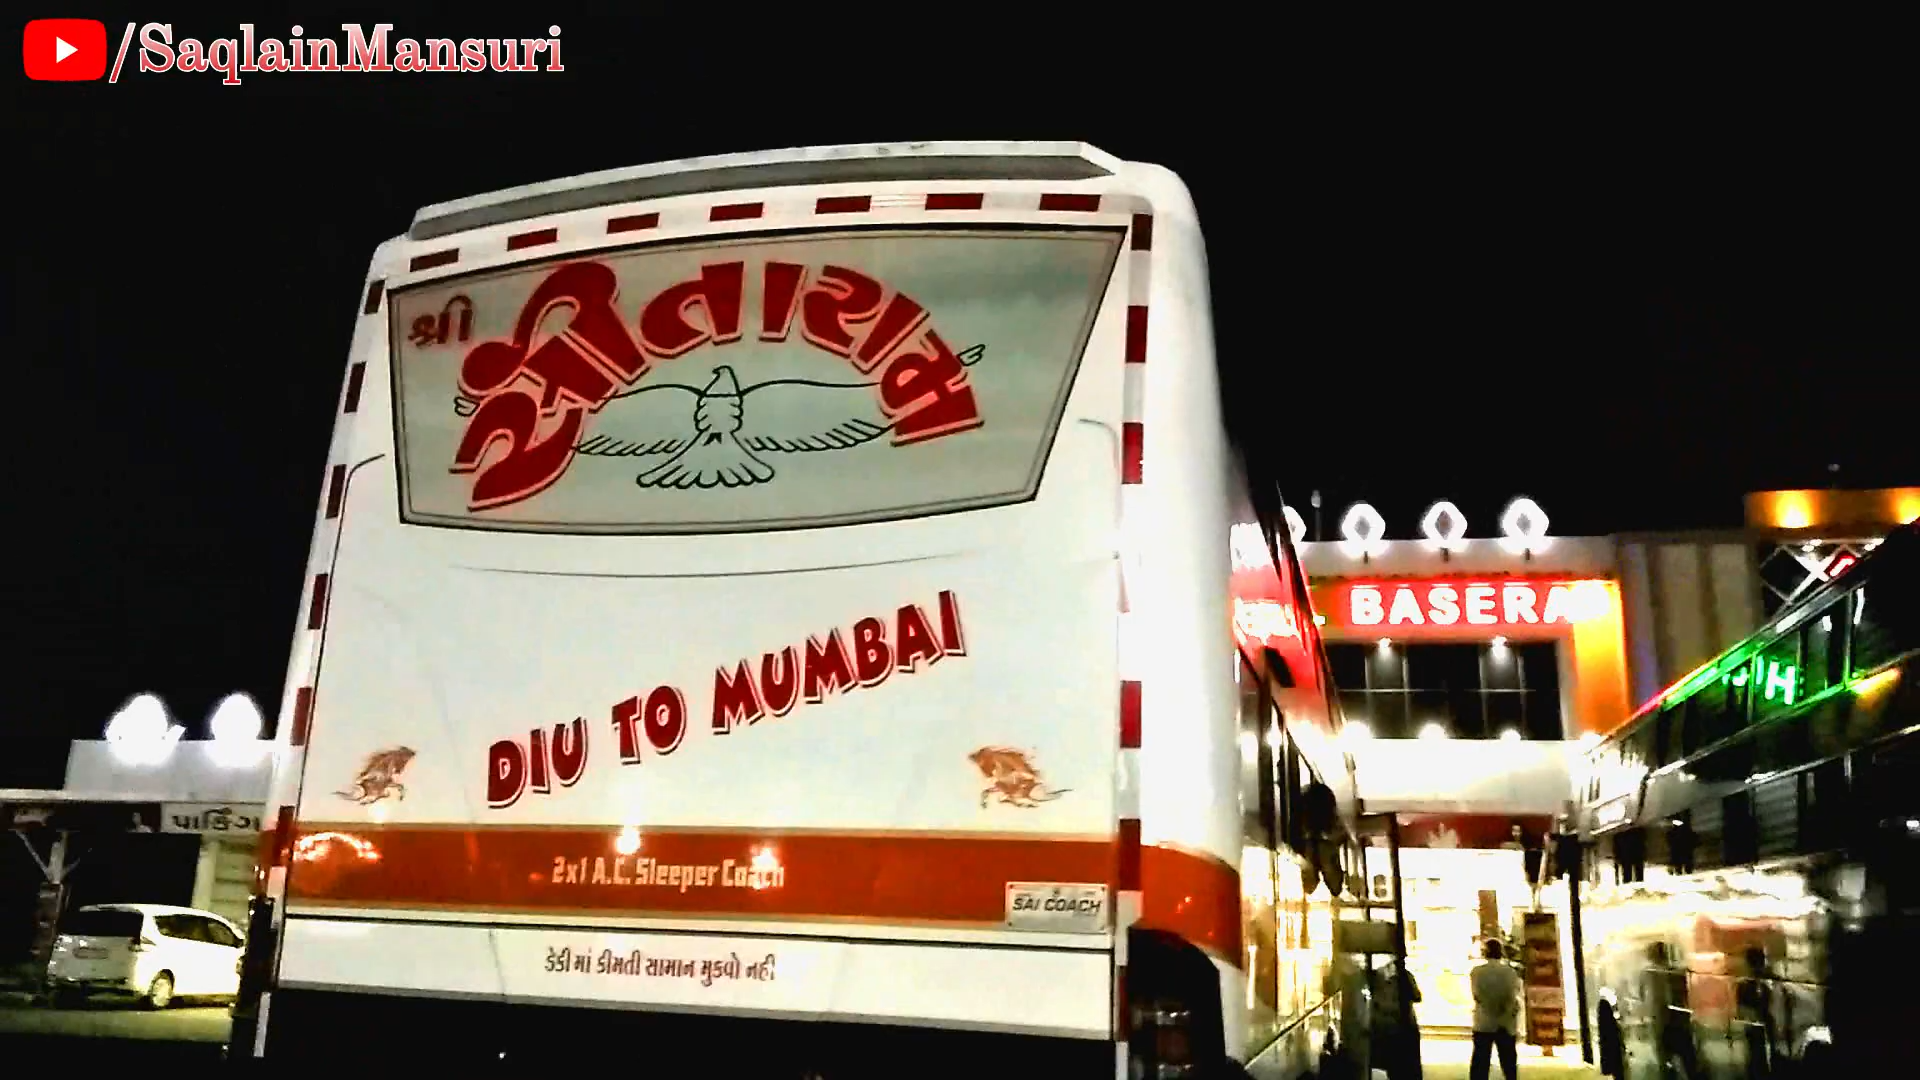 /SaqlainMansuri
શ્રી
સીતારામ
DIU TO MUMBAI
2x1 A.C. Sleeper Coach
SAI COACH
ડેકી માં કીમતી સામાન મુકવો નહી
BASERA
પાર્કિંગ